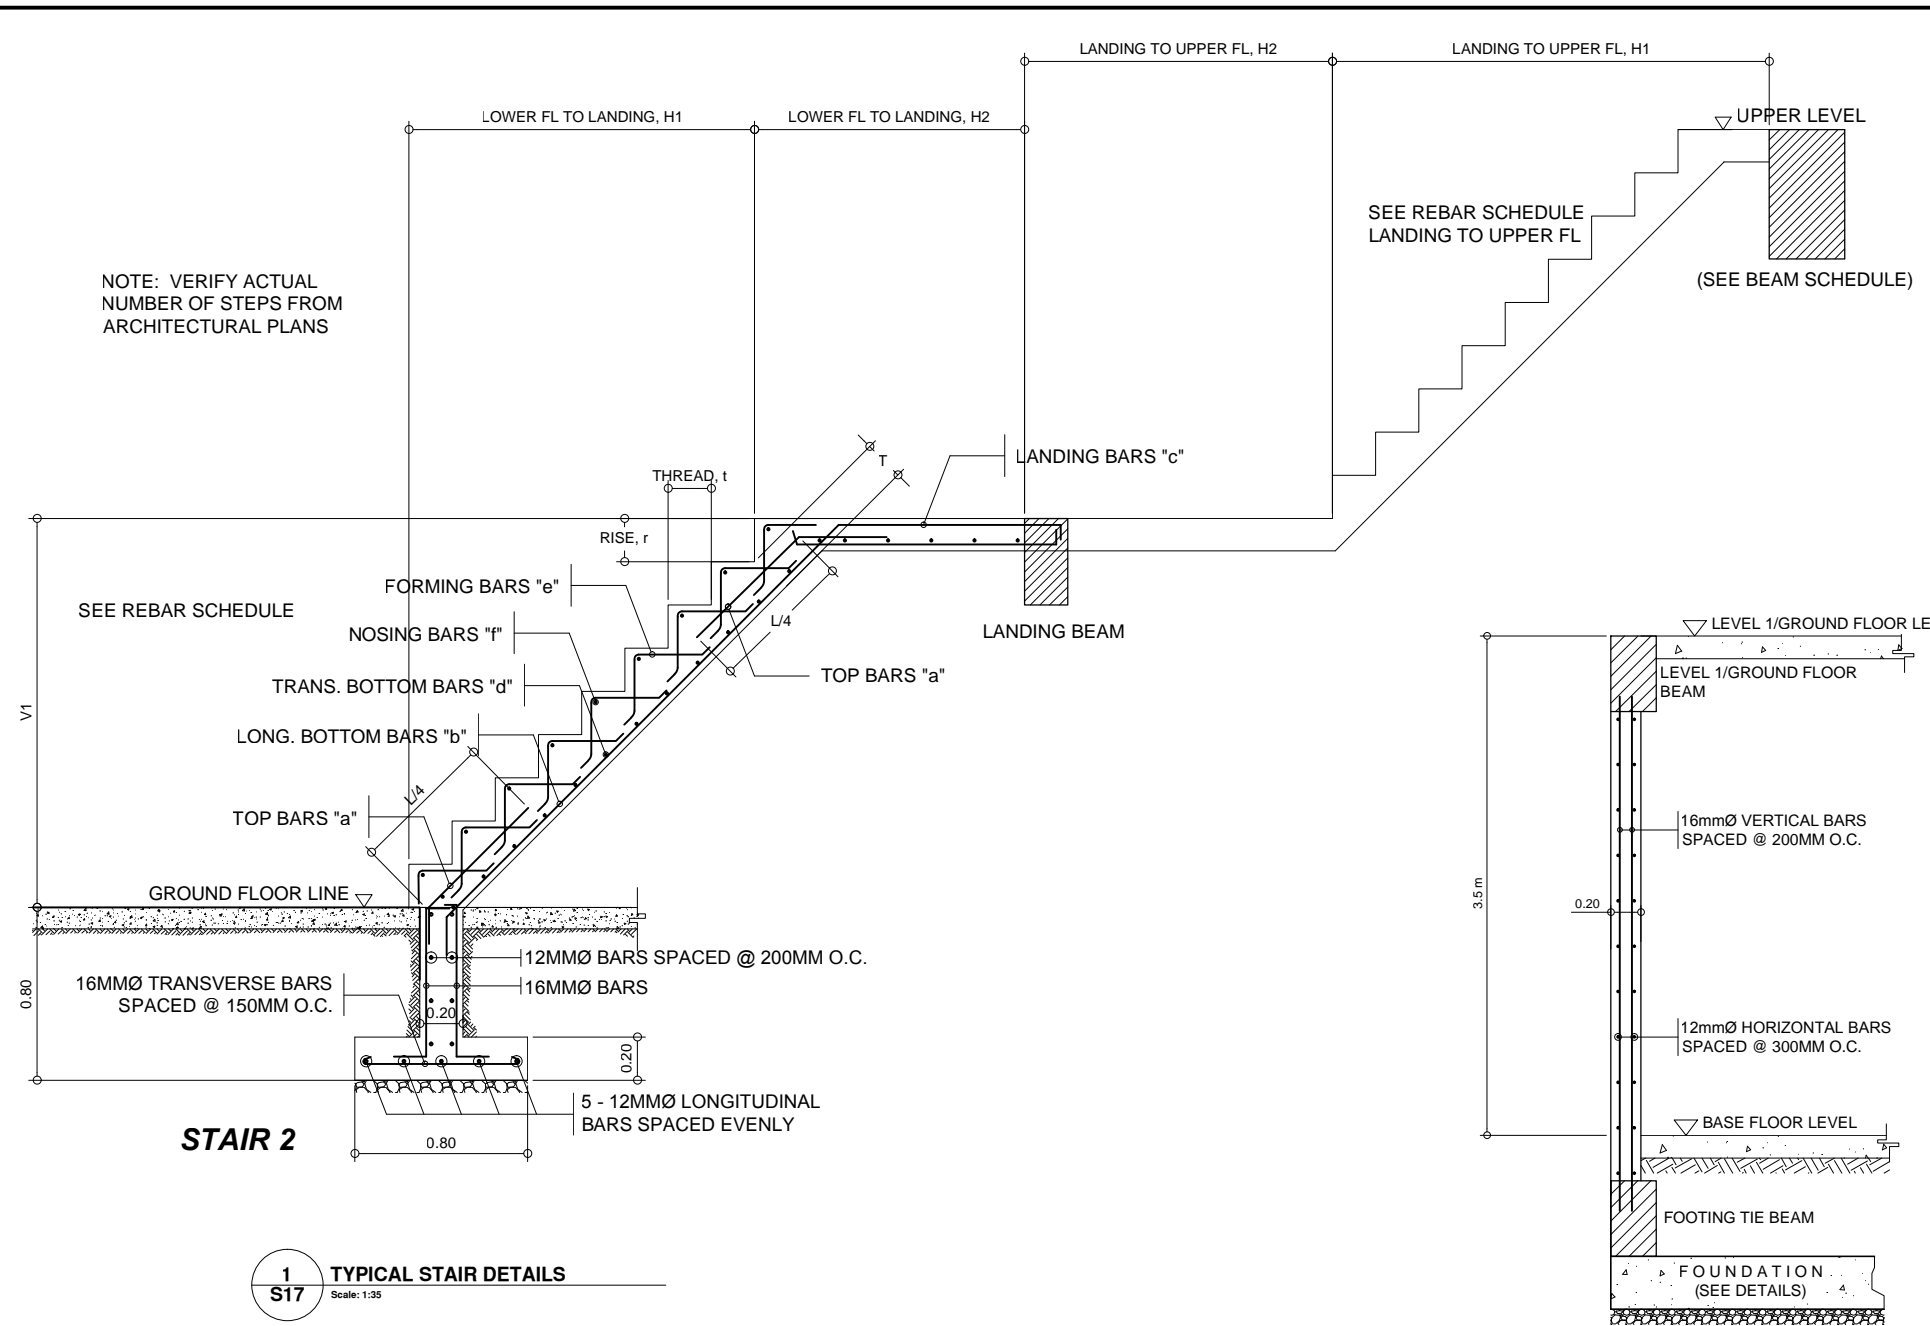 LANDING TO UPPER FL, H2
LANDING TO UPPER FL, H1
LOWER FL TO LANDING, H1
LOWER FL TO LANDING, H2
UPPER LEVEL
SEE REBAR SCHEDULE
LANDING TO UPPER FL
(SEE BEAM SCHEDULE)
NOTE: VERIFY ACTUAL
NUMBER OF STEPS FROM
ARCHITECTURAL PLANS
T
LANDING BARS "c"
THREAD, t
RISE, r
FORMING BARS "e"
SEE REBAR SCHEDULE
NOSING BARS "f"
L/4
LANDING BEAM
TRANS. BOTTOM BARS "d"
TOP BARS "a"
V1
LONG. BOTTOM BARS "b"
L/4
TOP BARS "a"
GROUND FLOOR LINE
12MMØ BARS SPACED @ 200MM O.C.
16MMØ TRANSVERSE BARS
SPACED @ 150MM O.C.
16MMØ BARS
0.80
0.20
0.20
5 - 12MMØ LONGITUDINAL
BARS SPACED EVENLY
STAIR 2
0.80
1
S17
TYPICAL STAIR DETAILS
Scale: 1:35
LEVEL 1/GROUND FLOOR LE
LEVEL 1/GROUND FLOOR
BEAM
16mmØ VERTICAL BARS
SPACED @ 200MM O.C.
3.5 m
0.20
12mmØ HORIZONTAL BARS
SPACED @ 300MM O.C.
BASE FLOOR LEVEL
FOOTING TIE BEAM
FOUNDATION
(SEE DETAILS)